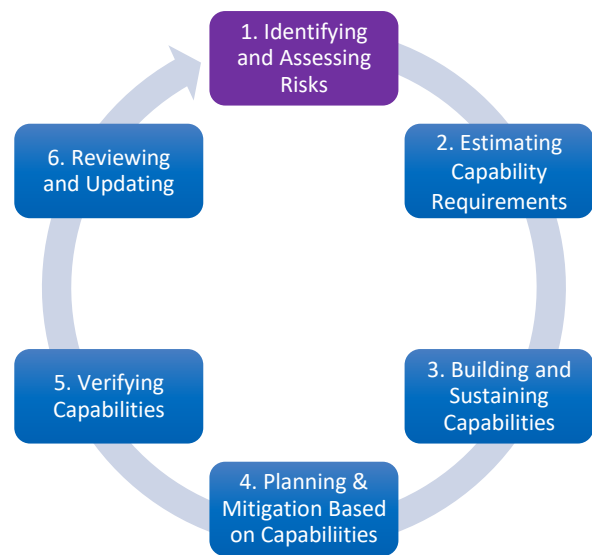 1. Identifying
and Assessing
Risks
2. Estimating
Capability
Requirements
3. Building and
Sustaining
Capabilities
4. Planning &
Mitigation Based
on Capabiliities
5. Verifying
Capabilities
6. Reviewing
and Updating